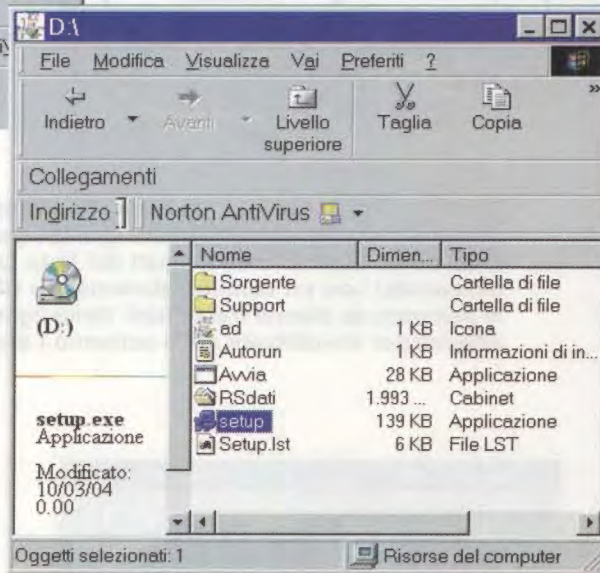 D:\
File Modifica Visualizza Vai Preferiti ?
Indietro Avanti Livello superiore Taglia Copia »
Collegamenti
Indirizzo Norton AntiVirus
(D:)
setup.exe
Applicazione
Modificato:
10/03/04
0.00
Nome Dimen... Tipo
Sorgente Cartella di file
Support Cartella di file
ad 1 KB Icona
Autorun 1 KB Informazioni di in...
Avvia 28 KB Applicazione
RSdati 1.993 ... Cabinet
setup 139 KB Applicazione
Setup.lst 6 KB File LST
Oggetti selezionati: 1 Risorse del computer